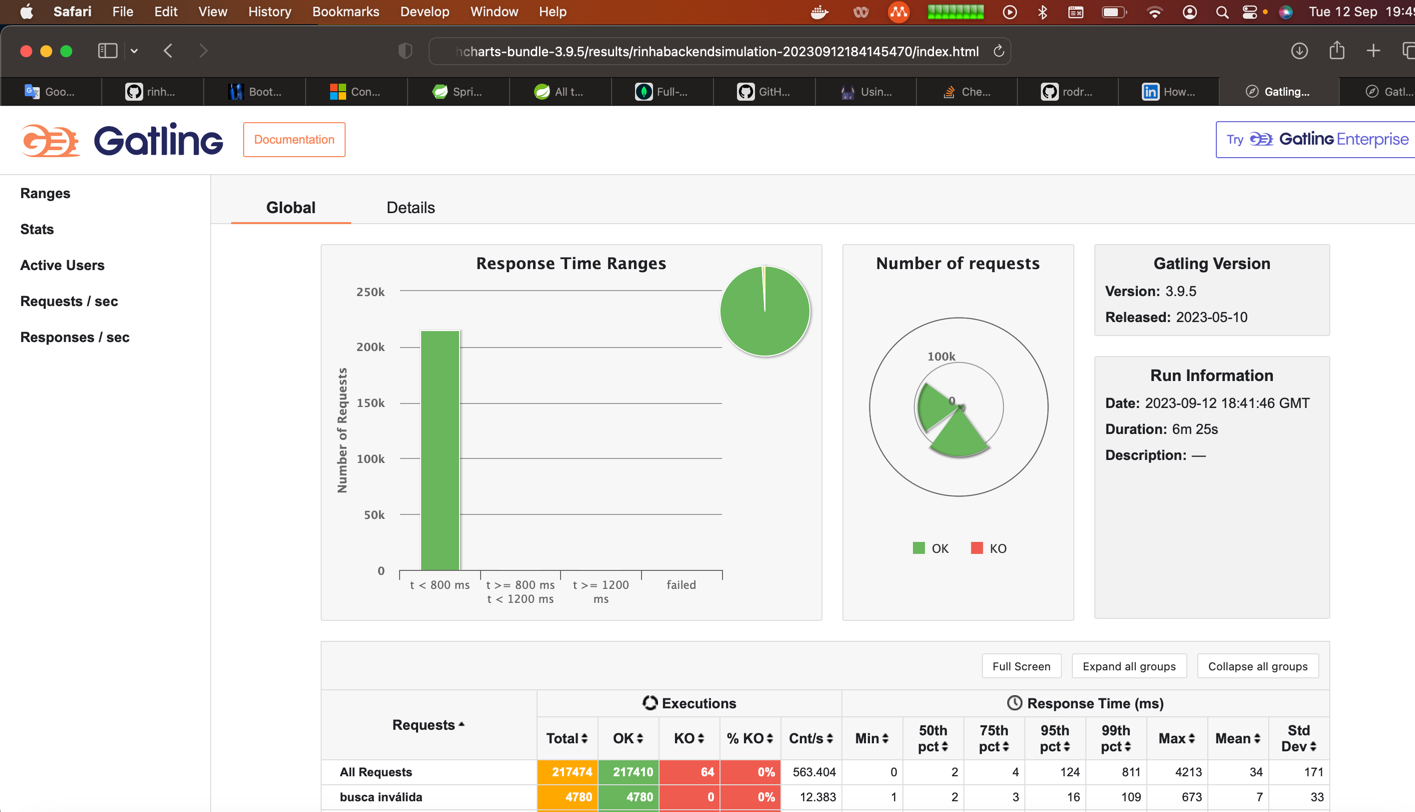 Safari File Edit View History Bookmarks Develop Window Help Tue 12 Sep 19:4
hcharts-bundle-3.9.5/results/rinhabackendsimulation-20230912184145470/index.html
Goo... rinh... Boot... Con... Spri... All t... Full-... GitH... Usin... Che... rodr... How... Gatling... Gatl...
Gatling
Documentation
Try Gatling Enterprise
Ranges
Stats
Active Users
Requests / sec
Responses / sec
Global Details
Response Time Ranges
250k
200k
150k
100k
50k
0
Number of Requests
t < 800 ms
t >= 800 ms
t < 1200 ms
t >= 1200
ms
failed
Number of requests
100k
0
OK KO
Gatling Version
Version: 3.9.5
Released: 2023-05-10
Run Information
Date: 2023-09-12 18:41:46 GMT
Duration: 6m 25s
Description: —
Full Screen Expand all groups Collapse all groups
Requests
Executions
Response Time (ms)
Total OK KO % KO Cnt/s Min 50th pct 75th pct 95th pct 99th pct Max Mean Std Dev
All Requests 217474 217410 64 0% 563.404 0 2 4 124 811 4213 34 171
busca inválida 4780 4780 0 0% 12.383 1 2 3 16 109 673 7 33